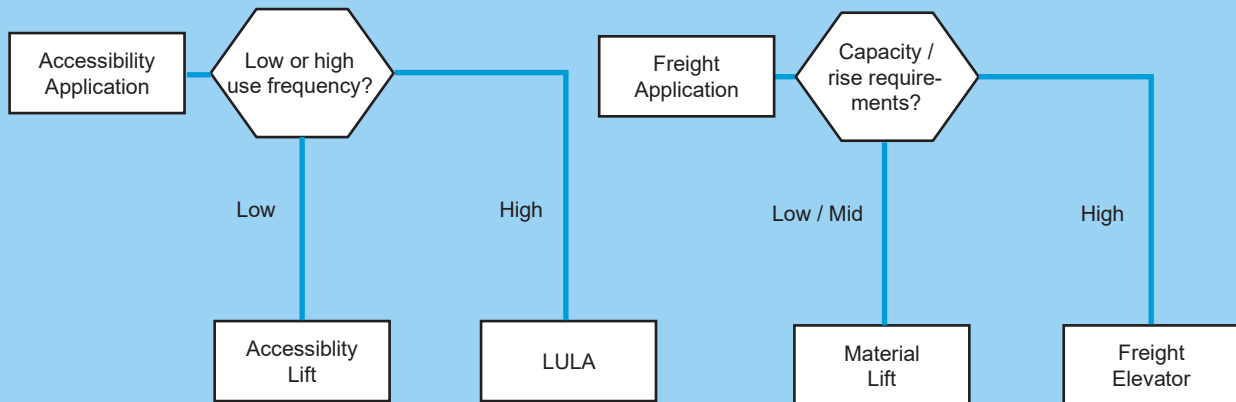 Accessibility
Application
Low or high
use frequency?
Low
High
Accessiblity
Lift
LULA
Freight
Application
Capacity /
rise require-
ments?
Low / Mid
High
Material
Lift
Freight
Elevator